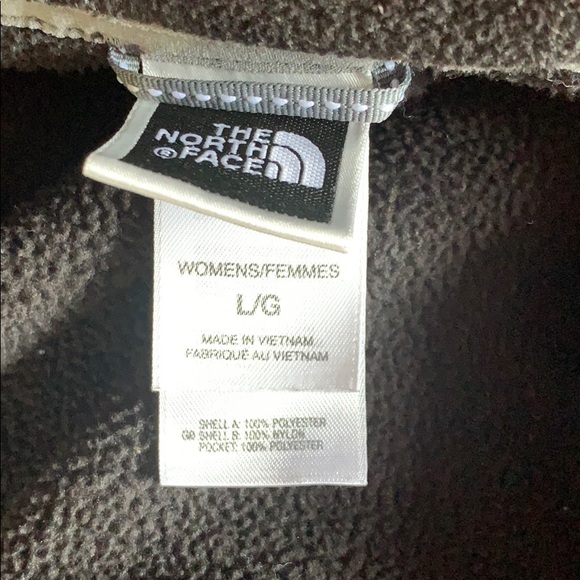 THE
NORTH
® FACE
WOMENS/FEMMES
L/G
MADE IN VIETNAM
FABRIQUÉ AU VIETNAM
SHELL A: 100% POLYESTER
GB SHELL B: 100% NYLON
POCKET: 100% POLYESTER